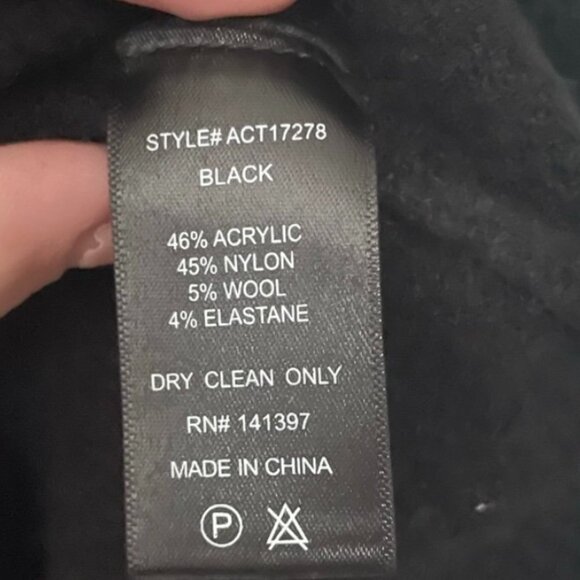 STYLE# ACT17278
BLACK
46% ACRYLIC
45% NYLON
5% WOOL
4% ELASTANE
DRY CLEAN ONLY
RN# 141397
MADE IN CHINA
P